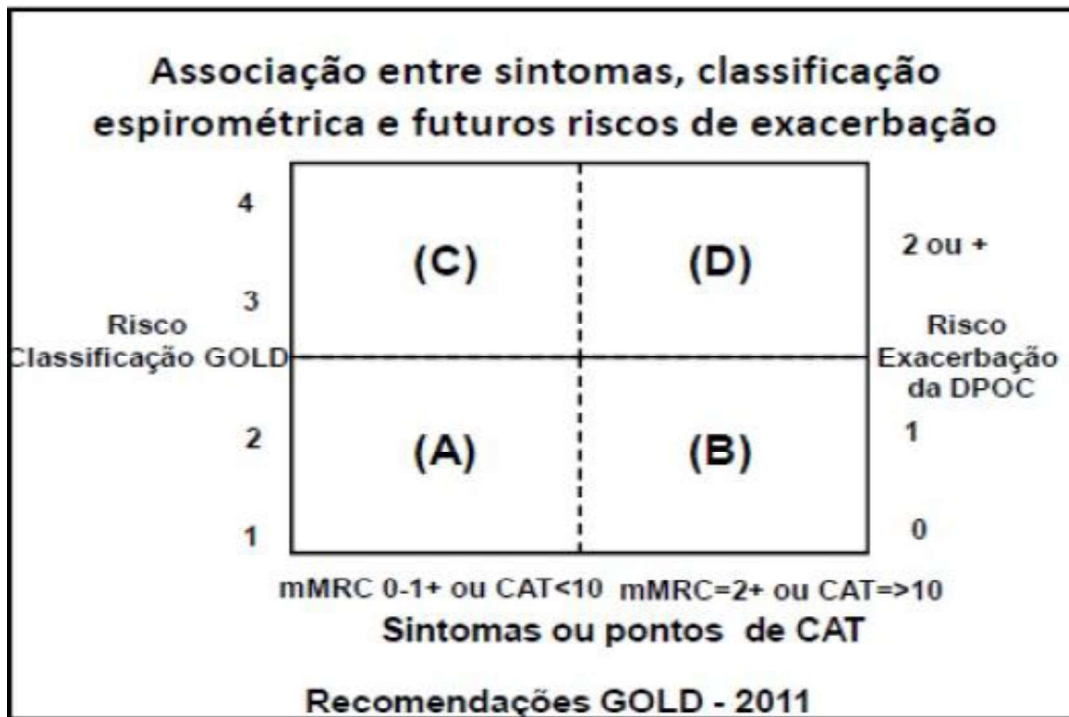 Associação entre sintomas, classificação
espirométrica e futuros riscos de exacerbação
4
(C)
(D)
2 ou +
3
Risco
Classificação GOLD
Risco
Exacerbação
da DPOC
2
(A)
(B)
1
1
0
mMRC 0-1+ ou CAT<10
mMRC=2+ ou CAT=>10
Sintomas ou pontos de CAT
Recomendações GOLD - 2011